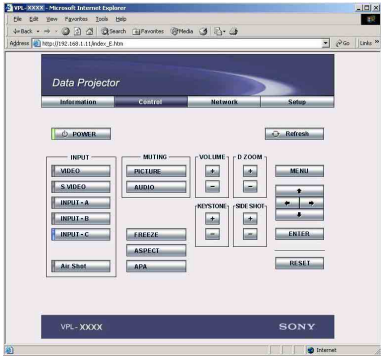 VPL-XXXX - Microsoft Internet Explorer
File Edit View Favorites Tools Help
Back Search Favorites Media
Address http://192.168.1.11/index_E.htm Go Links »
Data Projector
Information Control Network Setup
POWER Refresh
INPUT MUTING VOLUME D ZOOM
VIDEO PICTURE + + MENU
S VIDEO AUDIO - -
INPUT - A
INPUT - B KEYSTONE SIDE SHOT
INPUT - C FREEZE + + ENTER
ASPECT - -
Air Shot APA RESET
VPL - XXXX SONY
Internet